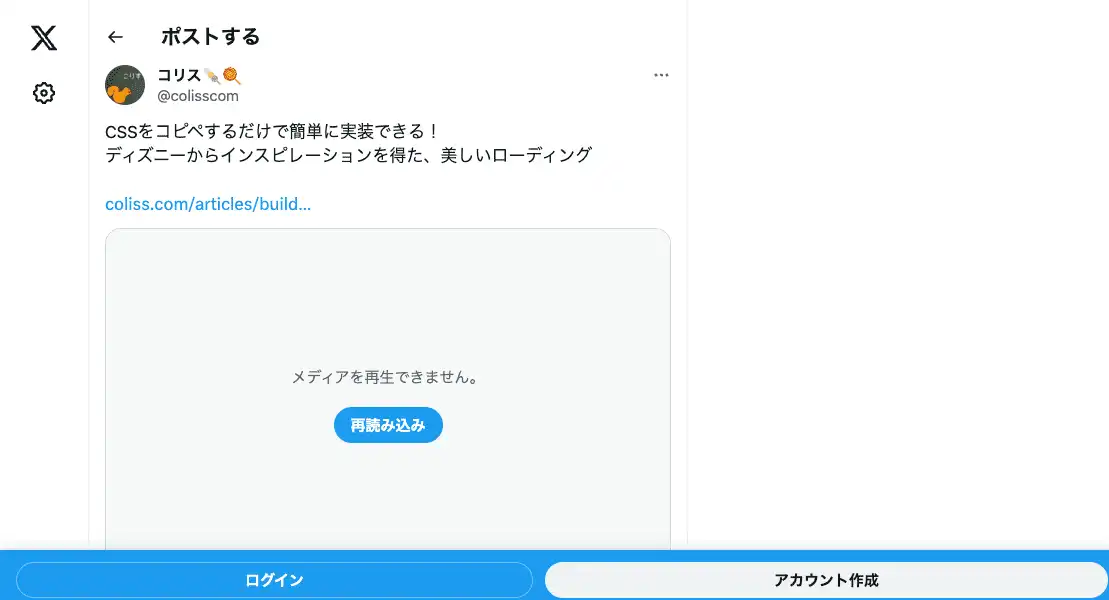 ポストする
コリス🍡🍭
@colisscom
CSSをコピペするだけで簡単に実装できる！
ディズニーからインスピレーションを得た、美しいローディング
coliss.com/articles/build...
メディアを再生できません。
再読み込み
ログイン
アカウント作成